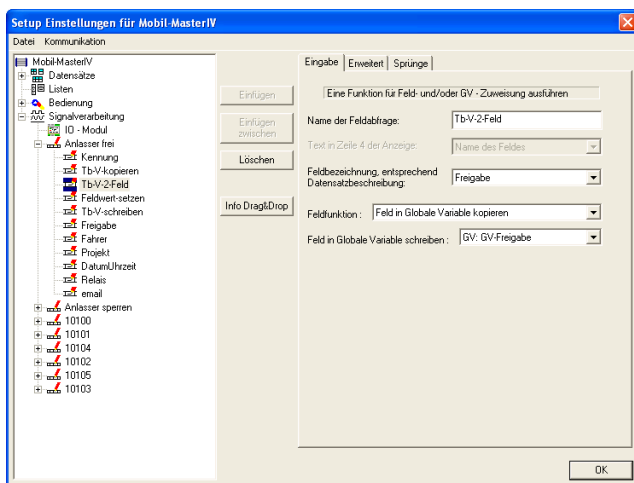 Setup Einstellungen für Mobil-MasterIV
Datei Kommunikation
Mobil-MasterIV
Datensätze
Listen
Bedienung
Signalverarbeitung
IO - Modul
Anlasser frei
Kennung
Tb-V-kopieren
Tb-V-2-Feld
Feldwert-setzen
Tb-V-schreiben
Freigabe
Fahrer
Projekt
DatumUhrzeit
Relais
email
Anlasser sperren
10100
10101
10104
10102
10105
10103
Einfügen
Einfügen
zwischen
Löschen
Info Drag&Drop
Eingabe Erweitert Sprünge
Eine Funktion für Feld- und/oder GV - Zuweisung ausführen
Name der Feldabfrage: Tb-V-2-Feld
Text in Zeile 4 der Anzeige: Name des Feldes
Feldbezeichnung, entsprechend
Datensatzbeschreibung: Freigabe
Feldfunktion : Feld in Globale Variable kopieren
Feld in Globale Variable schreiben : GV: GV-Freigabe
OK